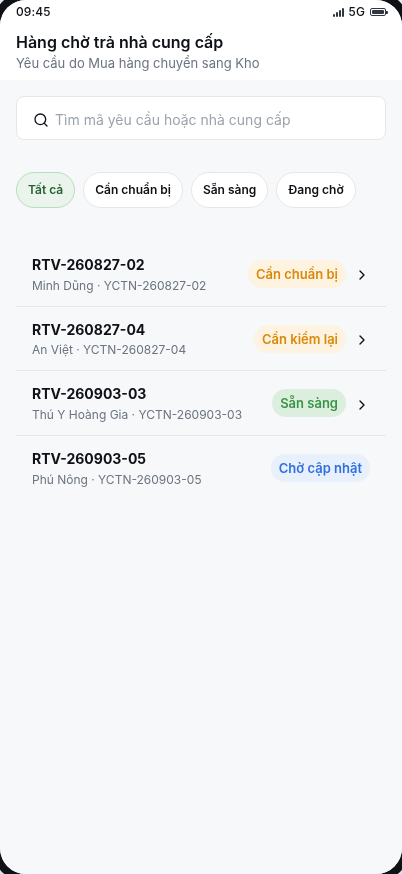 09:45
5G
Hàng chờ trả nhà cung cấp
Yêu cầu do Mua hàng chuyển sang Kho
Tìm mã yêu cầu hoặc nhà cung cấp
Tất cả
Cần chuẩn bị
Sẵn sàng
Đang chờ
RTV-260827-02
Minh Dũng · YCTN-260827-02
Cần chuẩn bị
RTV-260827-04
An Việt · YCTN-260827-04
Cần kiểm lại
RTV-260903-03
Thú Y Hoàng Gia · YCTN-260903-03
Sẵn sàng
RTV-260903-05
Phú Nông · YCTN-260903-05
Chờ cập nhật